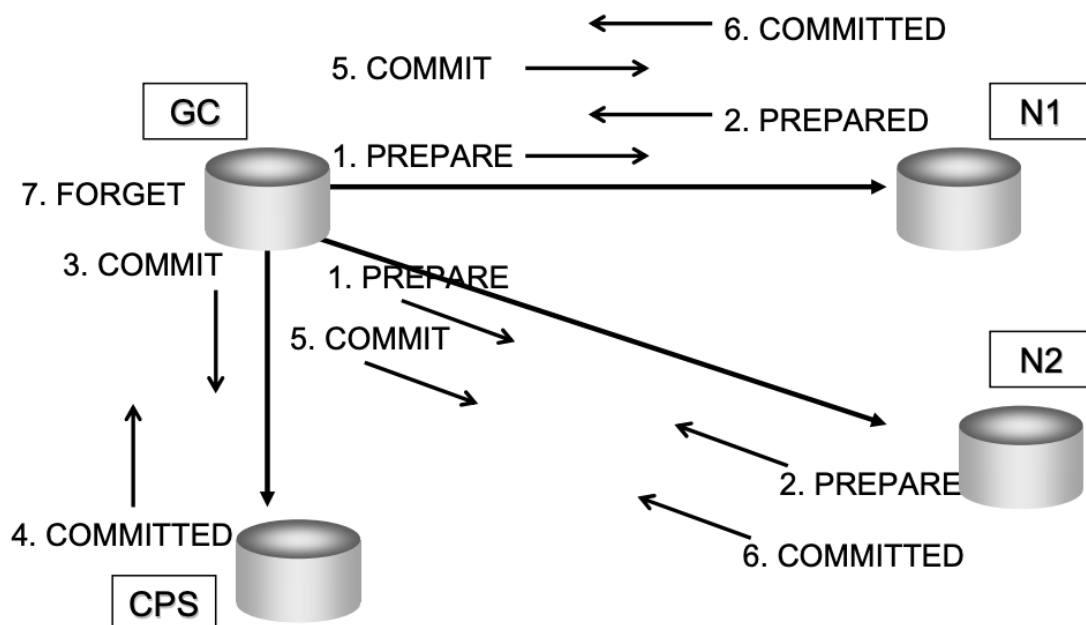 6. COMMITTED
5. COMMIT
GC
N1
2. PREPARED
1. PREPARE
7. FORGET
3. COMMIT
1. PREPARE
5. COMMIT
N2
2. PREPARE
4. COMMITTED
6. COMMITTED
CPS